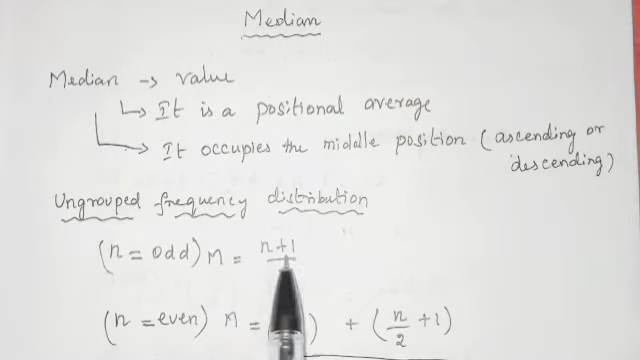 Median
Median → value
↳ It is a positional average
↳ It occupies the middle position (ascending or
descending)
Ungrouped frequency distribution
(n = odd) M = n+1
(n = even) M = ( ) + (n/2 + 1)